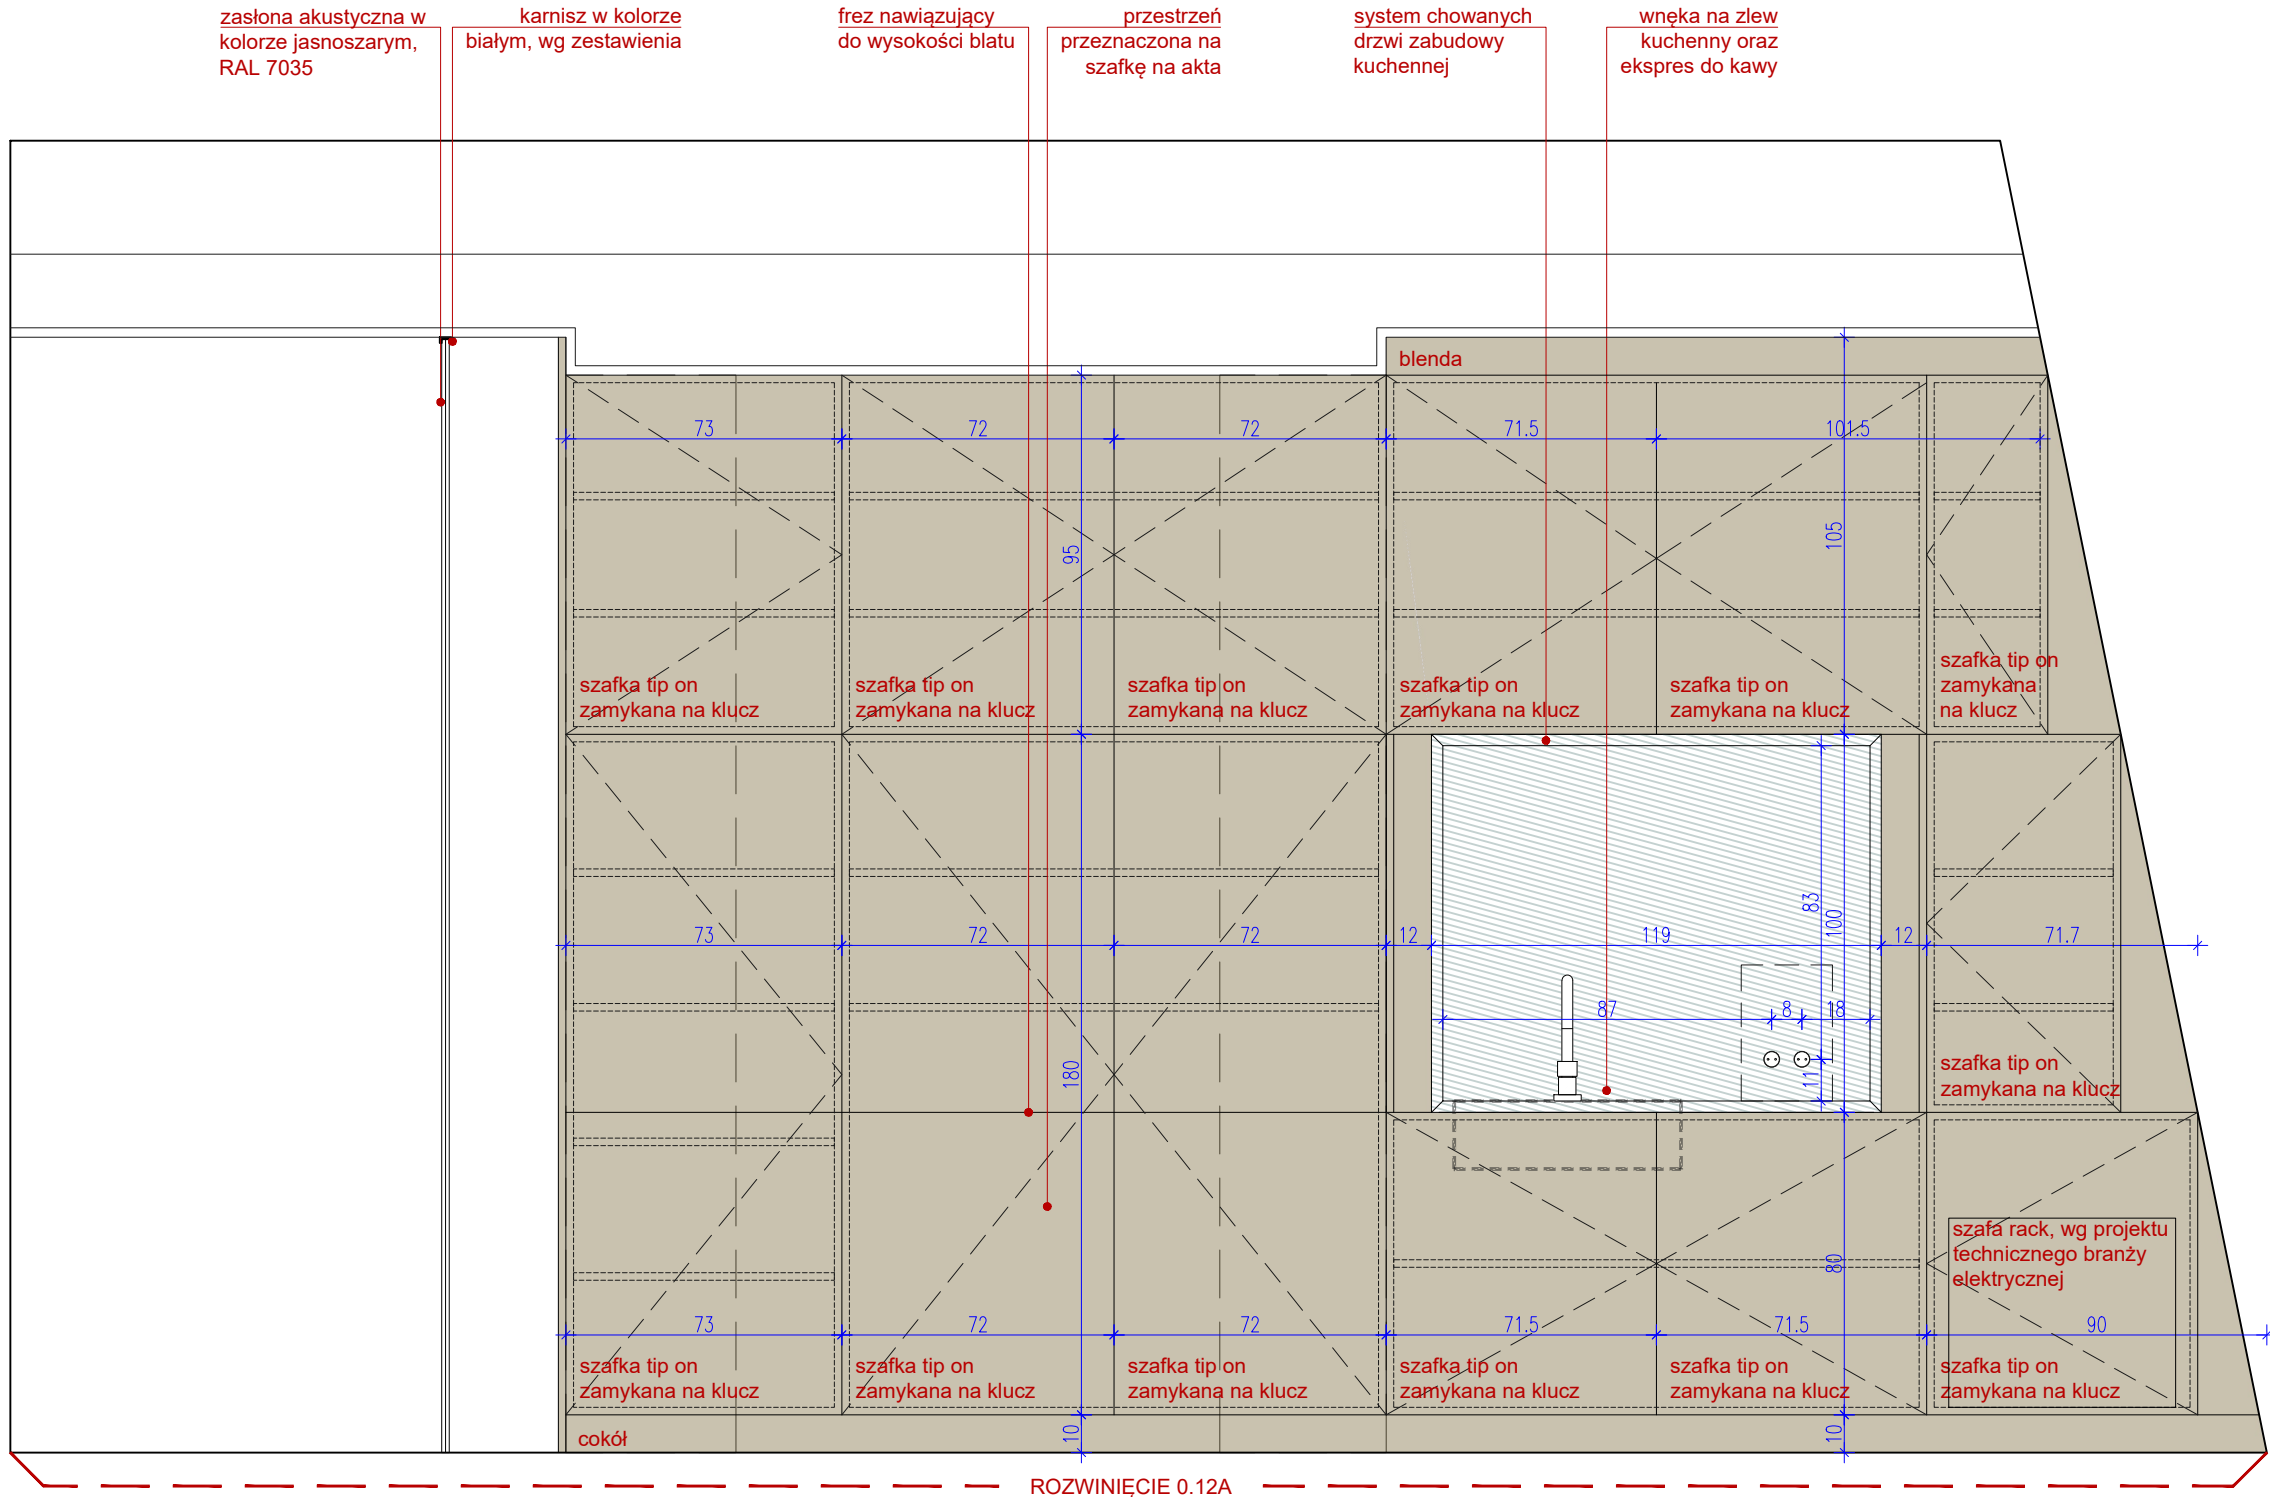 zasłona akustyczna w
kolorze jasnoszarym,
RAL 7035
karnisz w kolorze
białym, wg zestawienia
frez nawiązujący
do wysokości blatu
przestrzeń
przeznaczona na
szafkę na akta
system chowanych
drzwi zabudowy
kuchennej
wnęka na zlew
kuchenny oraz
ekspres do kawy
blenda
73
72
72
71.5
101.5
95
105
szafka tip on
zamykana na klucz
szafka tip on
zamykana na klucz
szafka tip on
zamykana na klucz
szafka tip on
zamykana na klucz
szafka tip on
zamykana na klucz
szafka tip on
zamykana
na klucz
73
72
72
12
119
12
71.7
83
100
87
8
18
11
180
szafka tip on
zamykana na klucz
szafa rack, wg projektu
technicznego branży
elektrycznej
80
73
72
72
71.5
71.5
90
szafka tip on
zamykana na klucz
szafka tip on
zamykana na klucz
szafka tip on
zamykana na klucz
szafka tip on
zamykana na klucz
szafka tip on
zamykana na klucz
szafka tip on
zamykana na klucz
cokół
10
10
ROZWINIĘCIE 0.12A